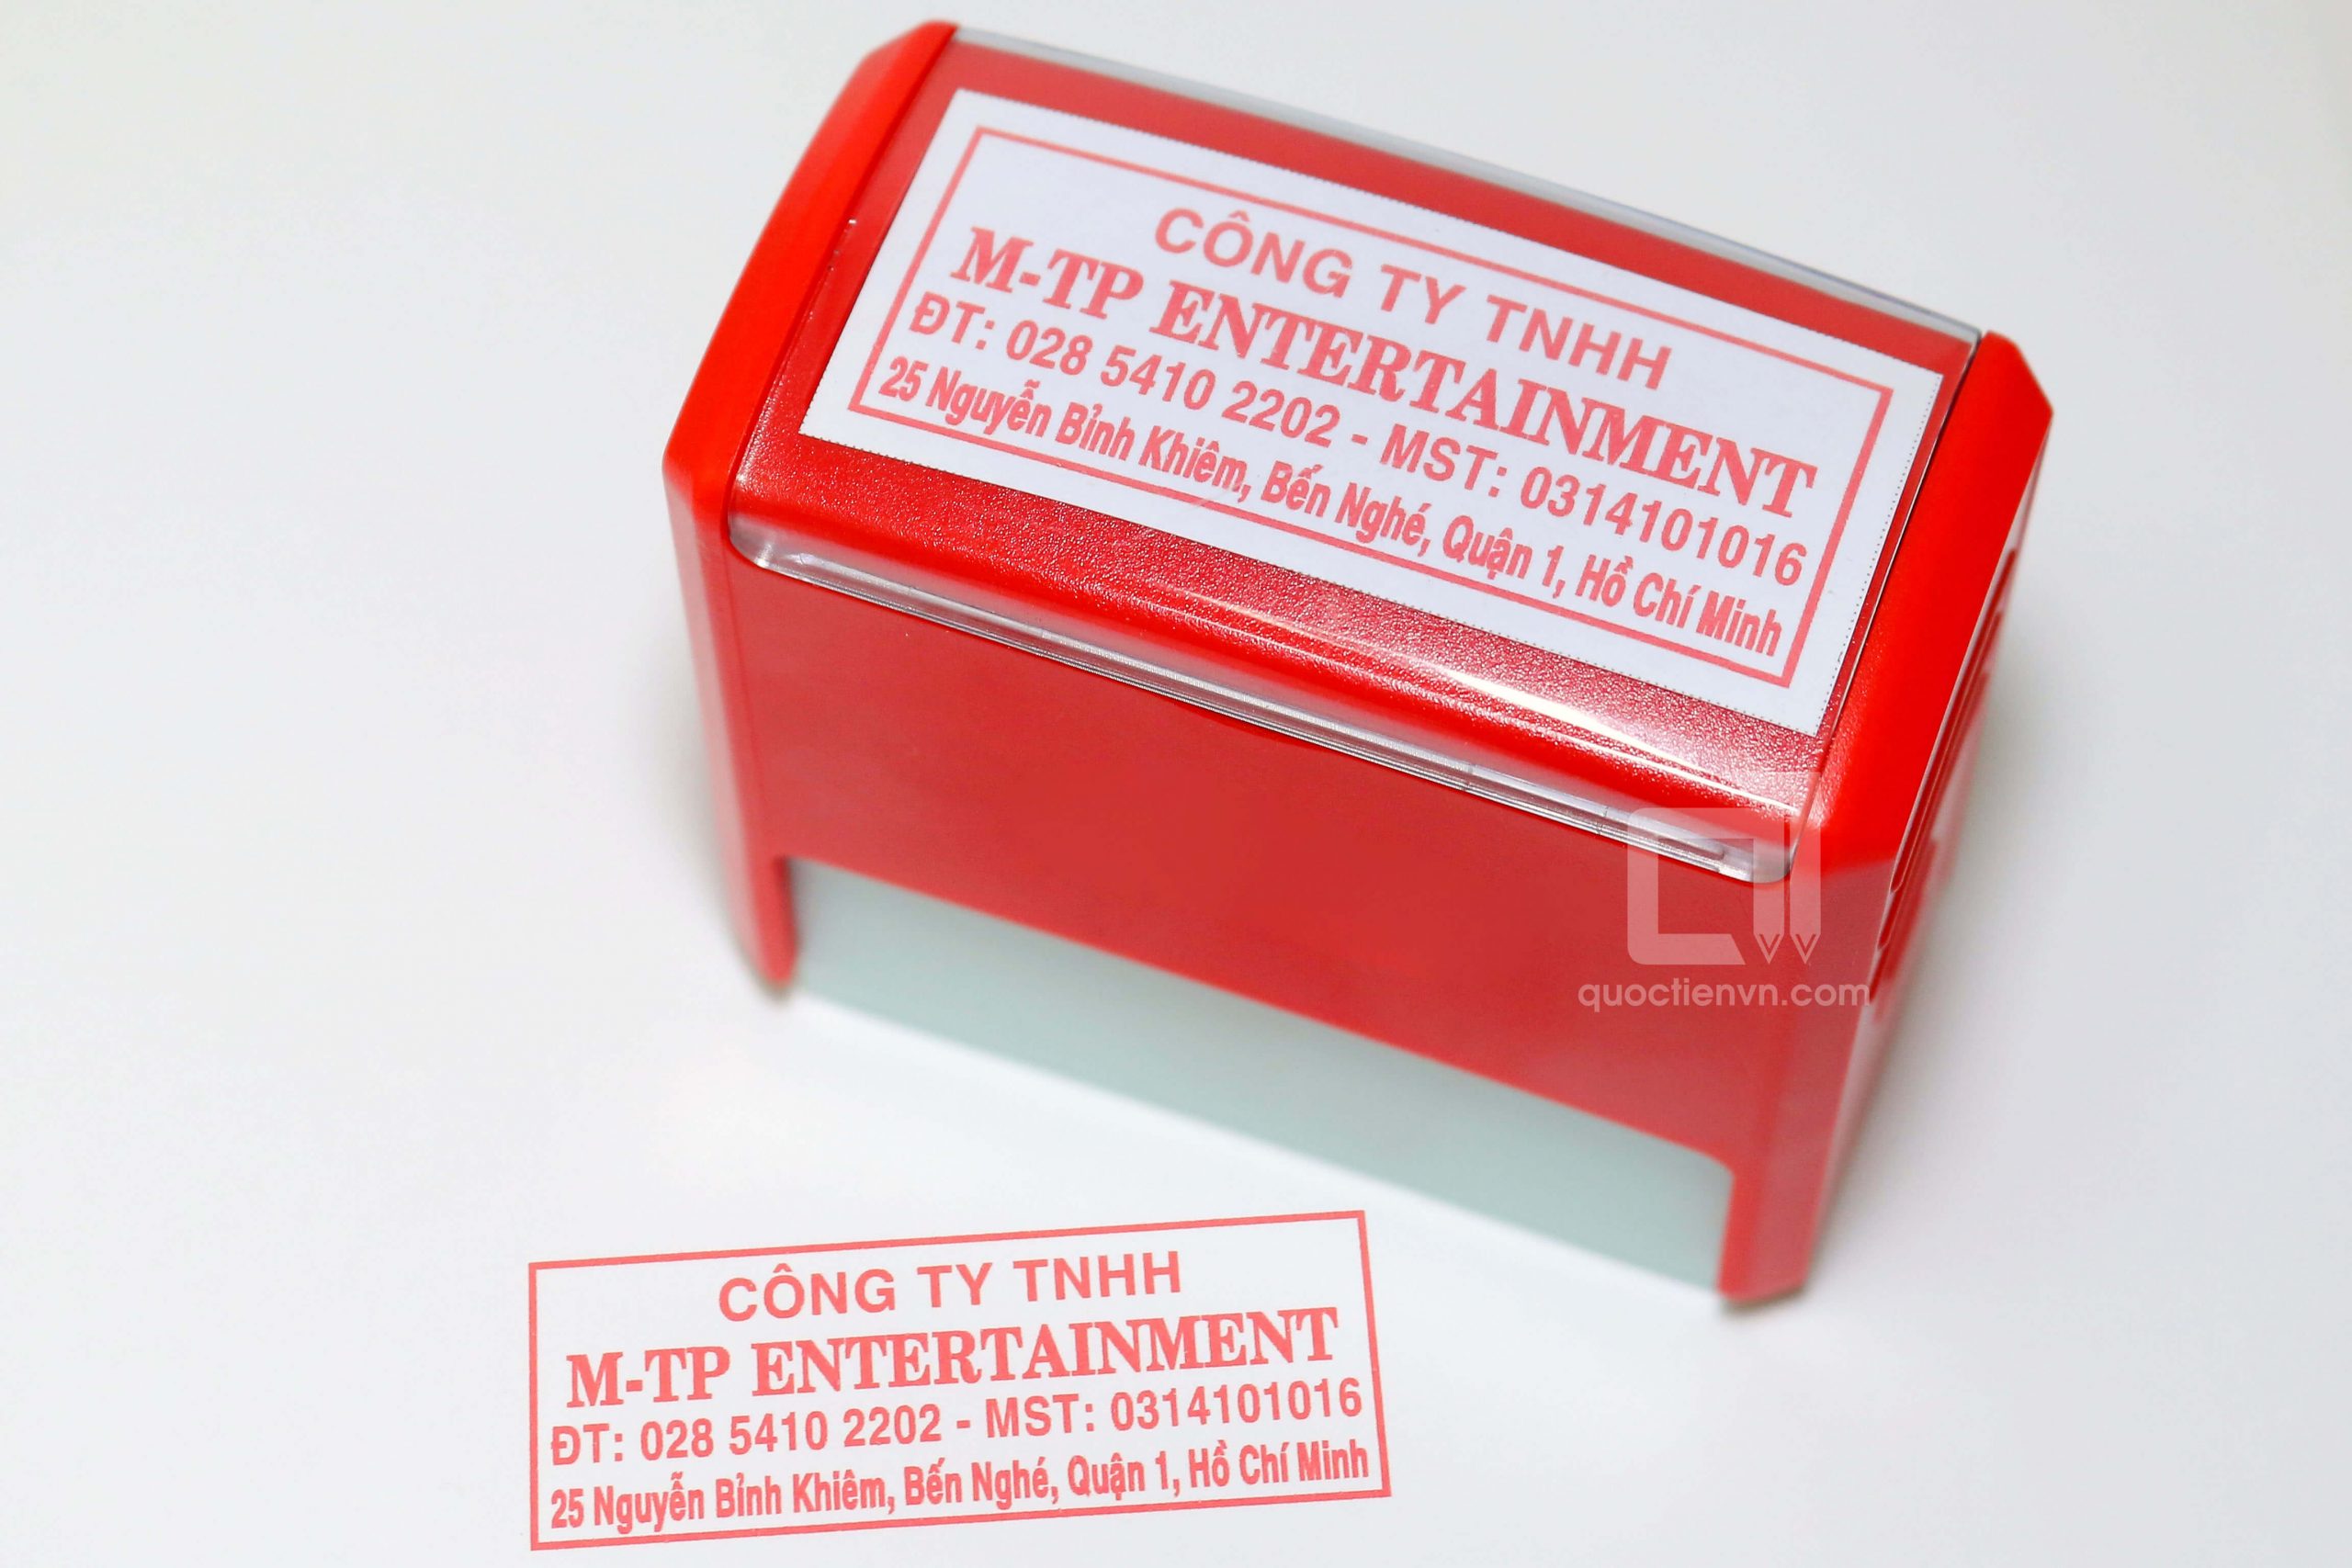 CÔNG TY TNHH
M-TP ENTERTAINMENT
ĐT: 028 5410 2202 - MST: 0314101016
25 Nguyễn Bỉnh Khiêm, Bến Nghé, Quận 1, Hồ Chí Minh
quoctienvn.com
CÔNG TY TNHH
M-TP ENTERTAINMENT
ĐT: 028 5410 2202 - MST: 0314101016
25 Nguyễn Bỉnh Khiêm, Bến Nghé, Quận 1, Hồ Chí Minh